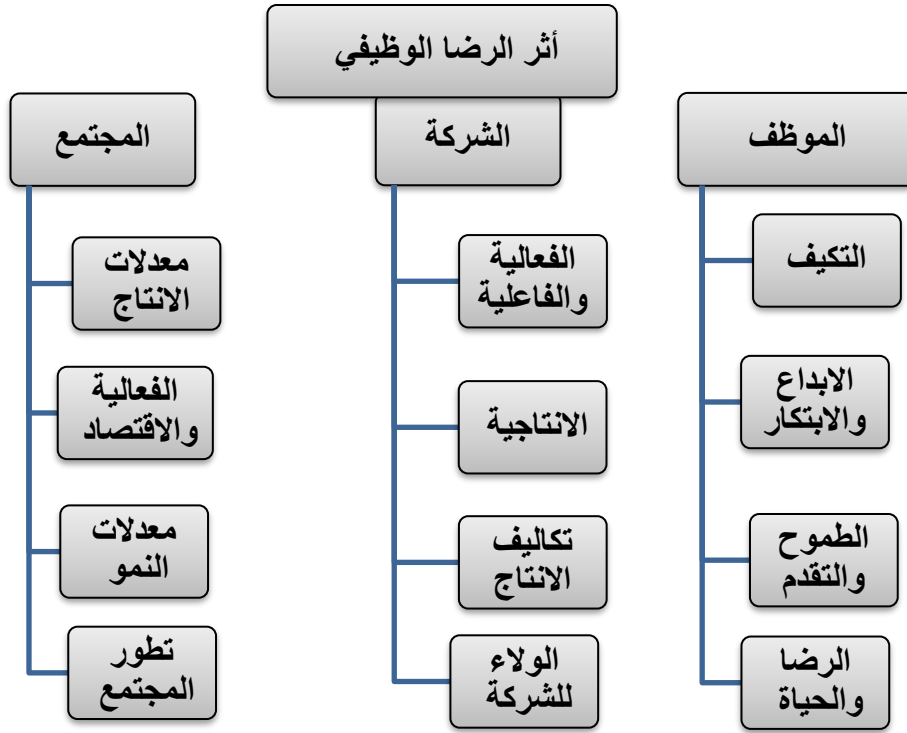 أثر الرضا الوظيفي
الموظف
التكيف
الابداع
والابتكار
الطموح
والتقدم
الرضا
والحياة
الشركة
الفعالية
والفاعلية
الانتاجية
تكاليف
الانتاج
الولاء
للشركة
المجتمع
معدلات
الانتاج
الفعالية
والاقتصاد
معدلات
النمو
تطور
المجتمع